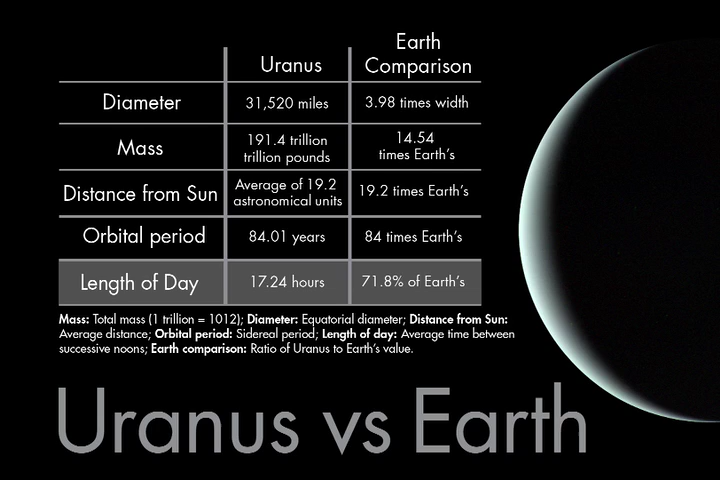 Uranus
Earth
Comparison
Diameter
31,520 miles
3.98 times width
Mass
191.4 trillion
trillion pounds
14.54
times Earth's
Distance from Sun
Average of 19.2
astronomical units
19.2 times Earth's
Orbital period
84.01 years
84 times Earth's
Length of Day
17.24 hours
71.8% of Earth's
Mass: Total mass (1 trillion = 1012); Diameter: Equatorial diameter; Distance from Sun:
Average distance; Orbital period: Sidereal period; Length of day: Average time between
successive noons; Earth comparison: Ratio of Uranus to Earth's value.
Uranus vs Earth